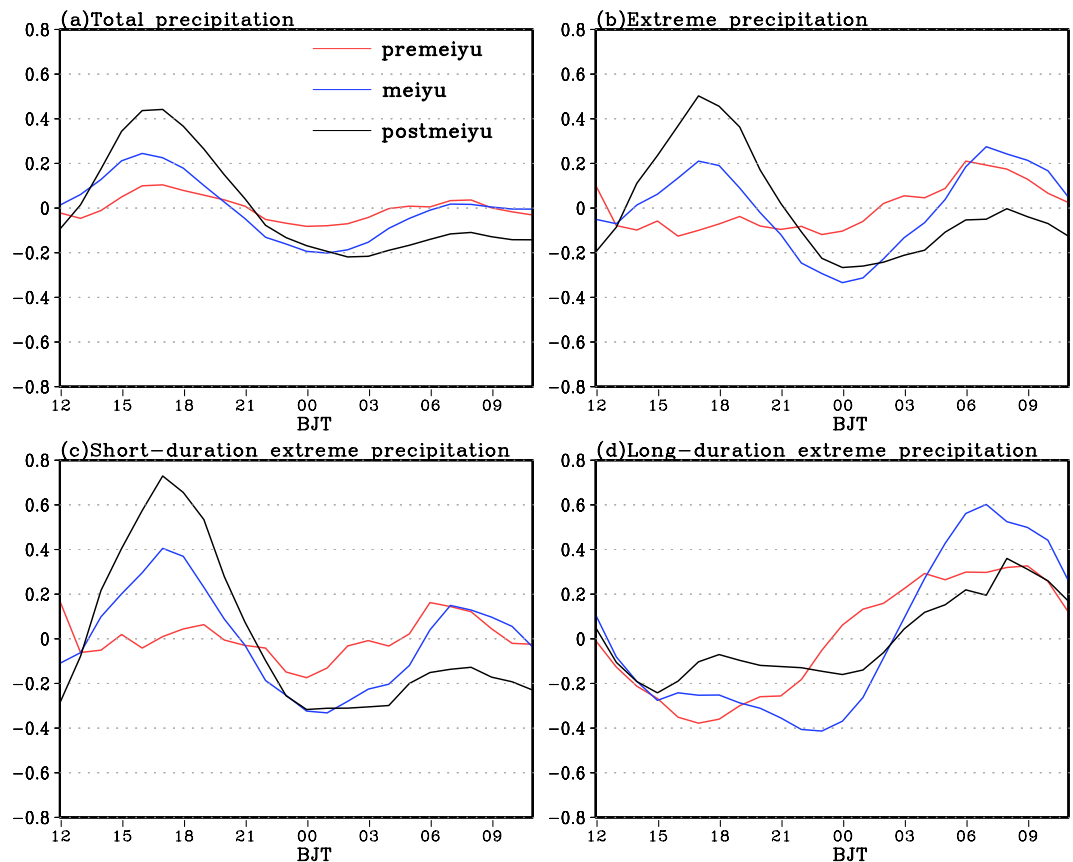 (a)Total precipitation
0.8
0.6
0.4
0.2
0
−0.2
−0.4
−0.6
−0.8
premeiyu
meiyu
postmeiyu
12 15 18 21 00 03 06 09
BJT
(b)Extreme precipitation
0.8
0.6
0.4
0.2
0
−0.2
−0.4
−0.6
−0.8
12 15 18 21 00 03 06 09
BJT
(c)Short−duration extreme precipitation
0.8
0.6
0.4
0.2
0
−0.2
−0.4
−0.6
−0.8
12 15 18 21 00 03 06 09
BJT
(d)Long−duration extreme precipitation
0.8
0.6
0.4
0.2
0
−0.2
−0.4
−0.6
−0.8
12 15 18 21 00 03 06 09
BJT